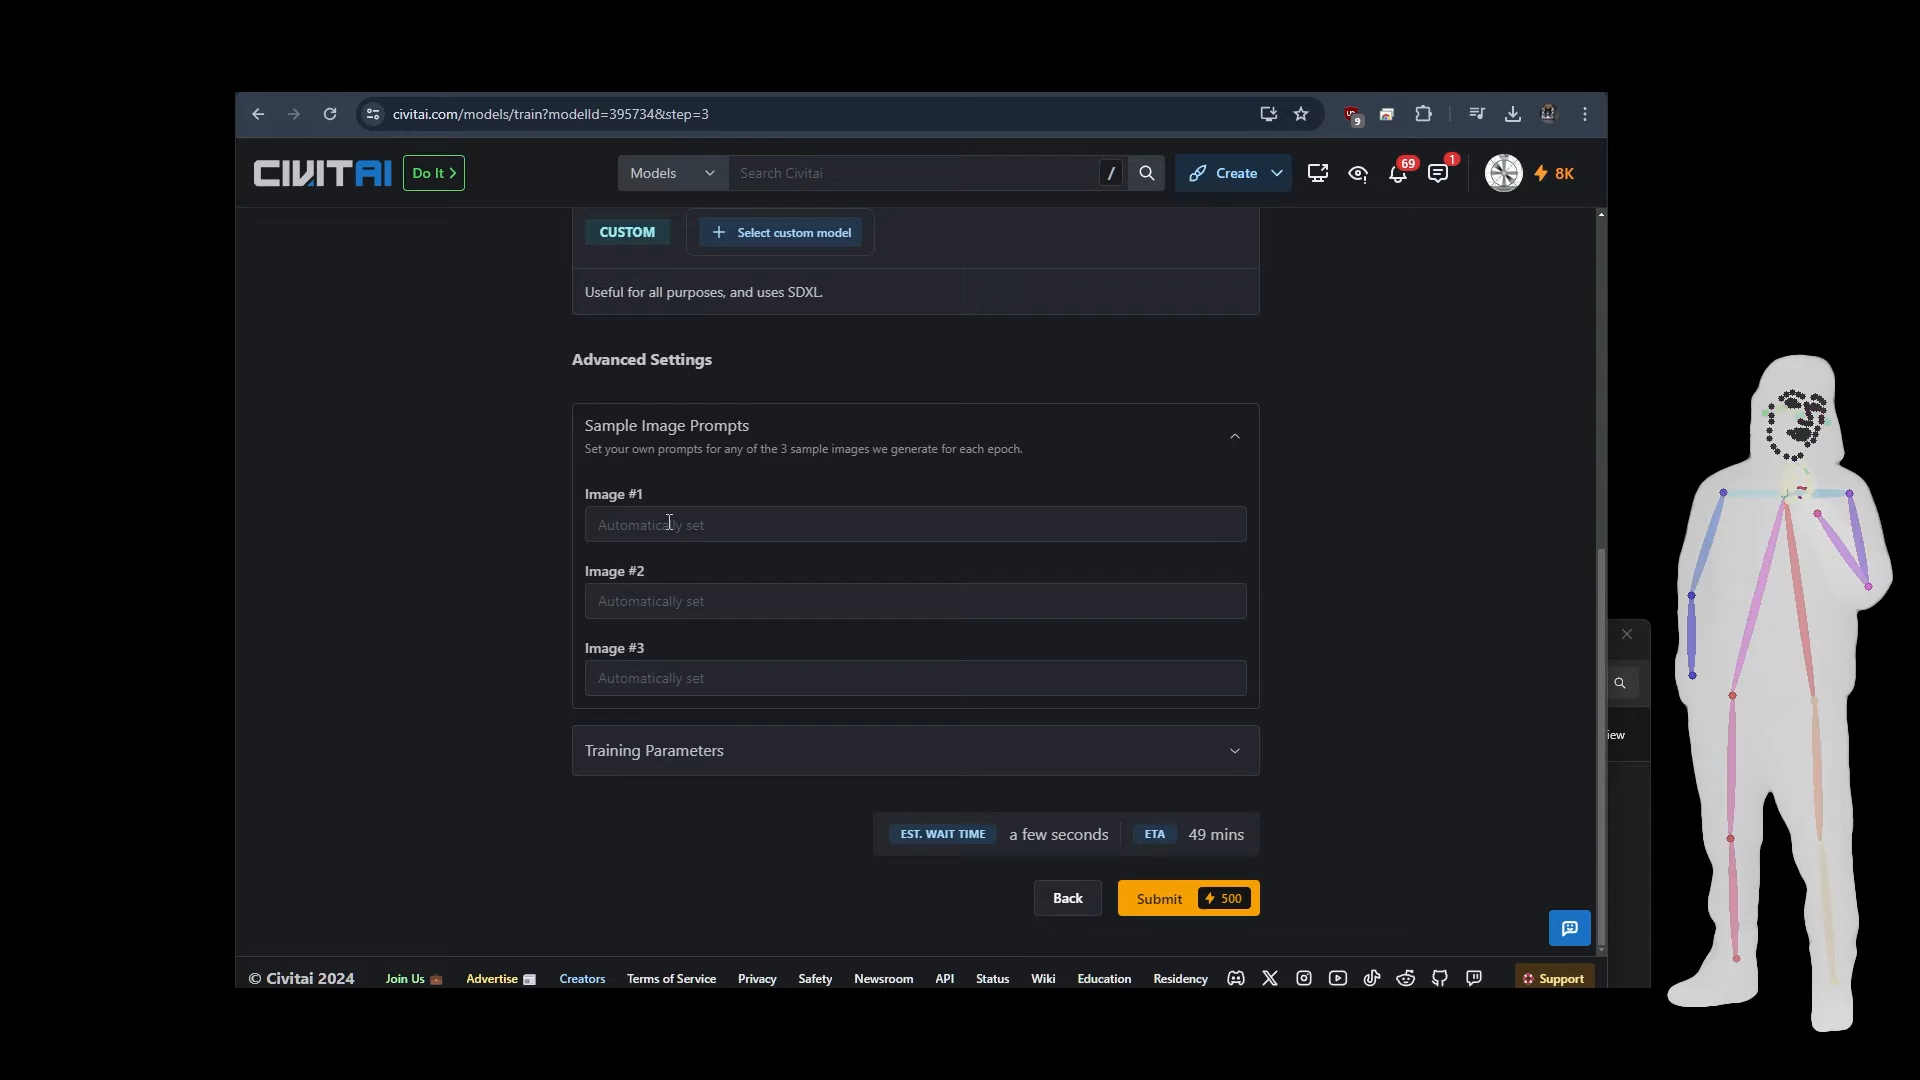 civitai.com/models/train?modelId=395734&step=3
9
CIVITAI
Do It
Models
Search Civitai
/
Create
69
1
8K
CUSTOM
Select custom model
Useful for all purposes, and uses SDXL.
Advanced Settings
Sample Image Prompts
Set your own prompts for any of the 3 sample images we generate for each epoch.
Image #1
Automatically set
Image #2
Automatically set
Image #3
Automatically set
iew
Training Parameters
EST. WAIT TIME a few seconds ETA 49 mins
Back
Submit 500
© Civitai 2024 Join Us Advertise Creators Terms of Service Privacy Safety Newsroom API Status Wiki Education Residency Support